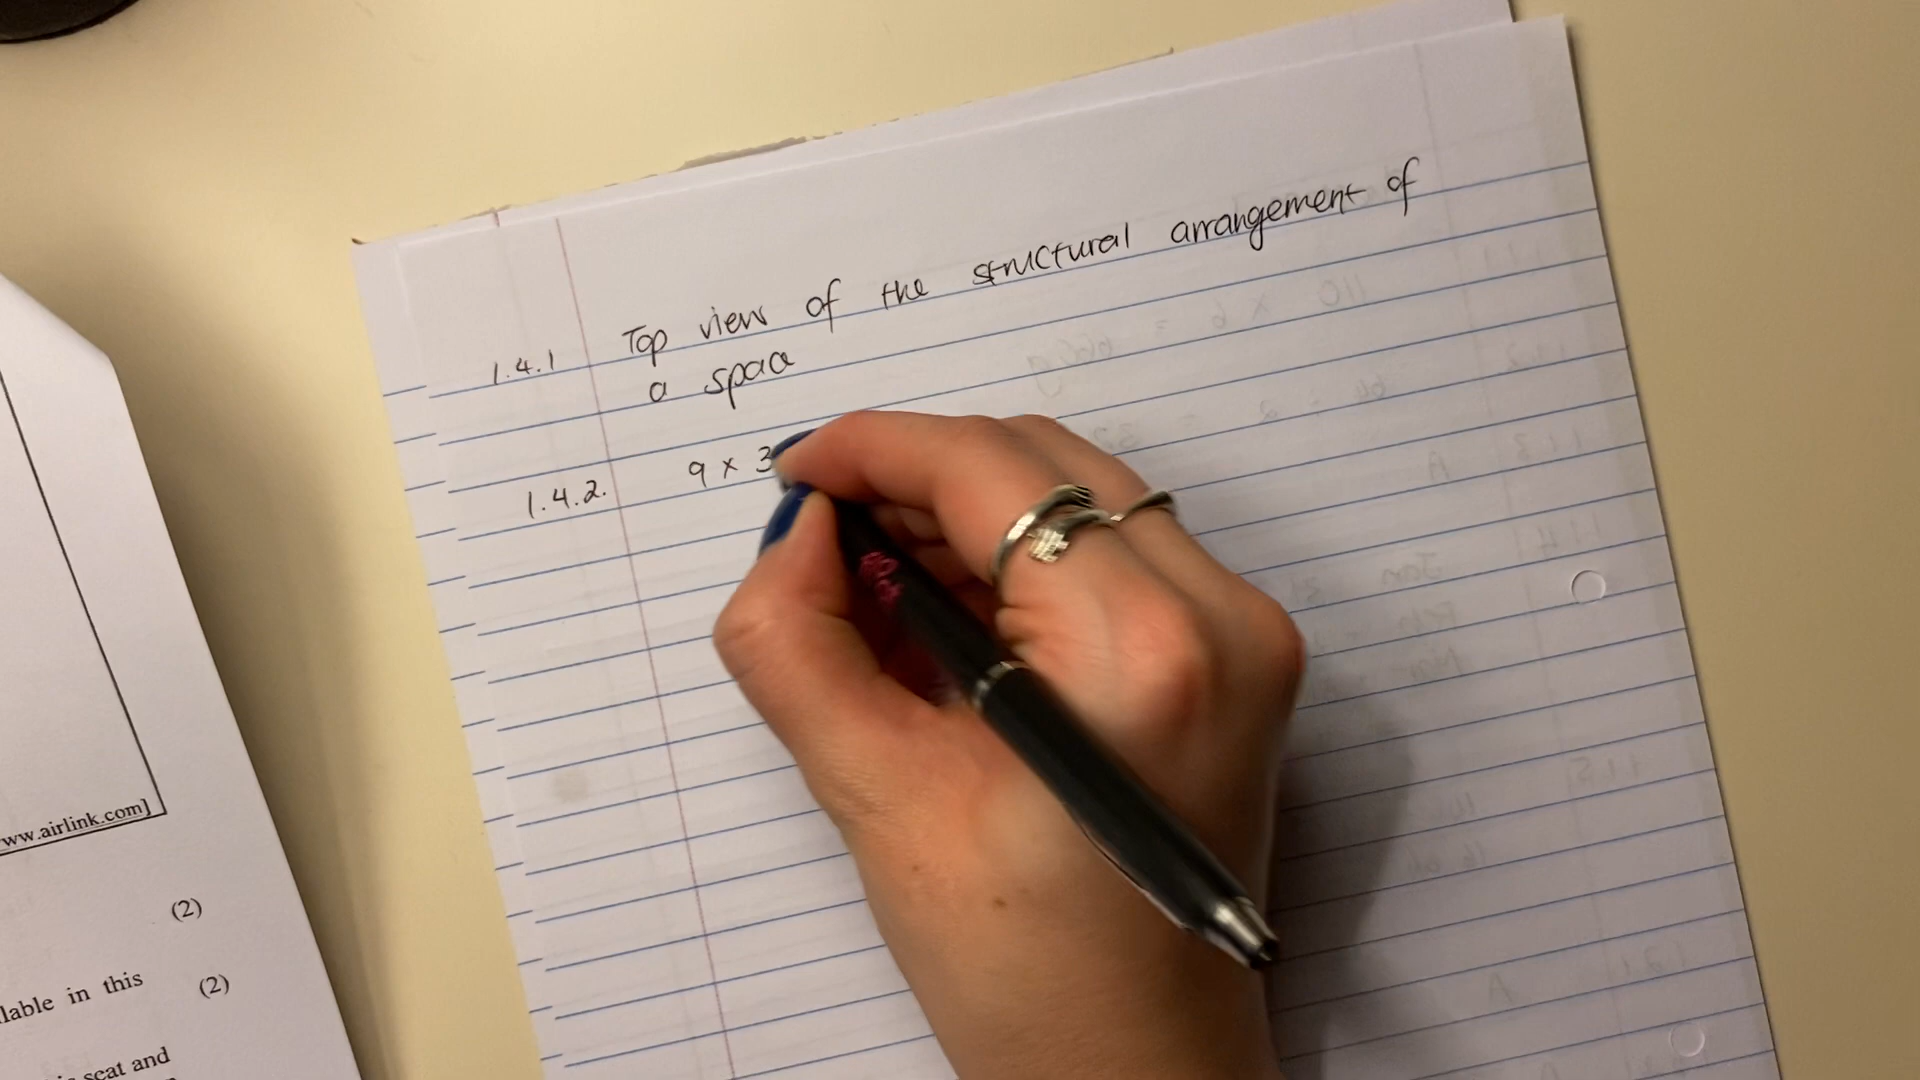 1.4.1 Top view of the structural arrangement of
a space
1.4.2. 9 x 3
ww.airlink.com]
(2)
lable in this (2)
seat and